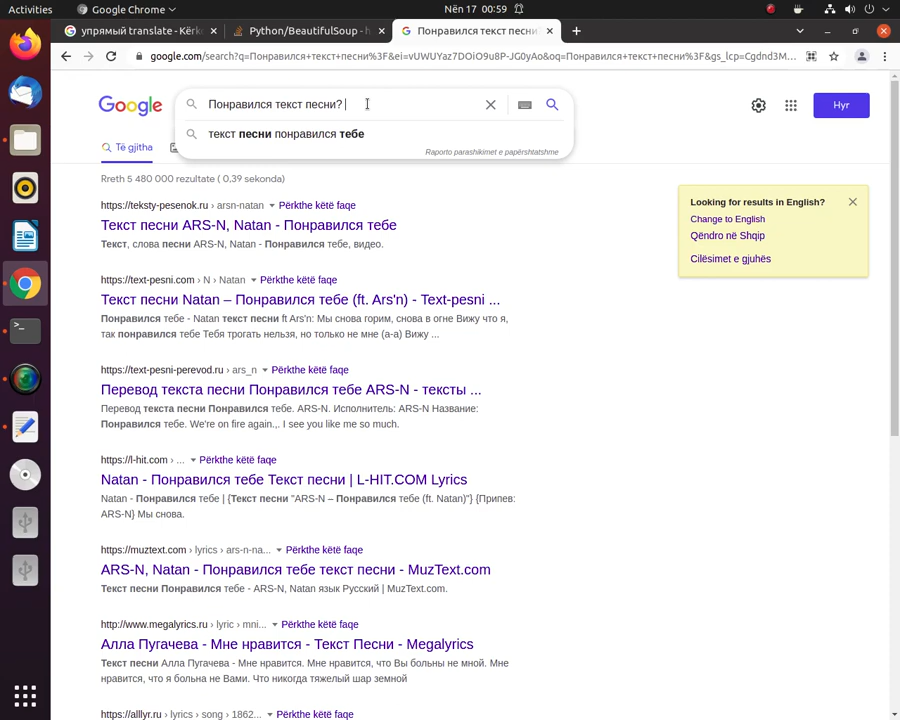 Activities
Google Chrome
Nën 17 00:59
упрямый translate - Kërk
Python/BeautifulSoup - h
Понравился текст песни
google.com/search?q=Понравился+текст+песни%3F&ei=vUWUYaz7DOiO9u8P-JG0yAo&oq=Понравился+текст+песни%3F&gs_lcp=Cgdnd3M...
Google
Понравился текст песни?
Hyr
текст песни понравился тебе
Raporto parashikimet e papërshtatshme
Të gjitha
Rreth 5 480 000 rezultate ( 0,39 sekonda)
Looking for results in English?
Change to English
Qëndro në Shqip
Cilësimet e gjuhës
https://teksty-pesenok.ru › arsn-natan Përkthe këtë faqe
Текст песни ARS-N, Natan - Понравился тебе
Текст, слова песни ARS-N, Natan - Понравился тебе, видео.
https://text-pesni.com › N › Natan Përkthe këtë faqe
Текст песни Natan – Понравился тебе (ft. Ars'n) - Text-pesni ...
Понравился тебе - Natan текст песни ft Ars'n: Мы снова горим, снова в огне Вижу что я,
так понравился тебе Тебя трогать нельзя, но только не мне (а-а) Вижу ...
https://text-pesni-perevod.ru › ars_n Përkthe këtë faqe
Перевод текста песни Понравился тебе ARS-N - тексты ...
Перевод текста песни Понравился тебе. ARS-N. Исполнитель: ARS-N Название:
Понравился тебе. We're on fire again.,. I see you like me so much.
https://l-hit.com › ... Përkthe këtë faqe
Natan - Понравился тебе Текст песни | L-HIT.COM Lyrics
Natan - Понравился тебе | {Текст песни "ARS-N – Понравился тебе (ft. Natan)"} {Припев:
ARS-N} Мы снова.
https://muztext.com › lyrics › ars-n-na... Përkthe këtë faqe
ARS-N, Natan - Понравился тебе текст песни - MuzText.com
Текст песни Понравился тебе - ARS-N, Natan язык Русский | MuzText.com.
http://www.megalyrics.ru › lyric › mni... Përkthe këtë faqe
Алла Пугачева - Мне нравится - Текст Песни - Megalyrics
Текст песни Алла Пугачева - Мне нравится. Мне нравится, что Вы больны не мной. Мне
нравится, что я больна не Вами. Что никогда тяжелый шар земной
https://alllyr.ru › lyrics › song › 1862... Përkthe këtë faqe